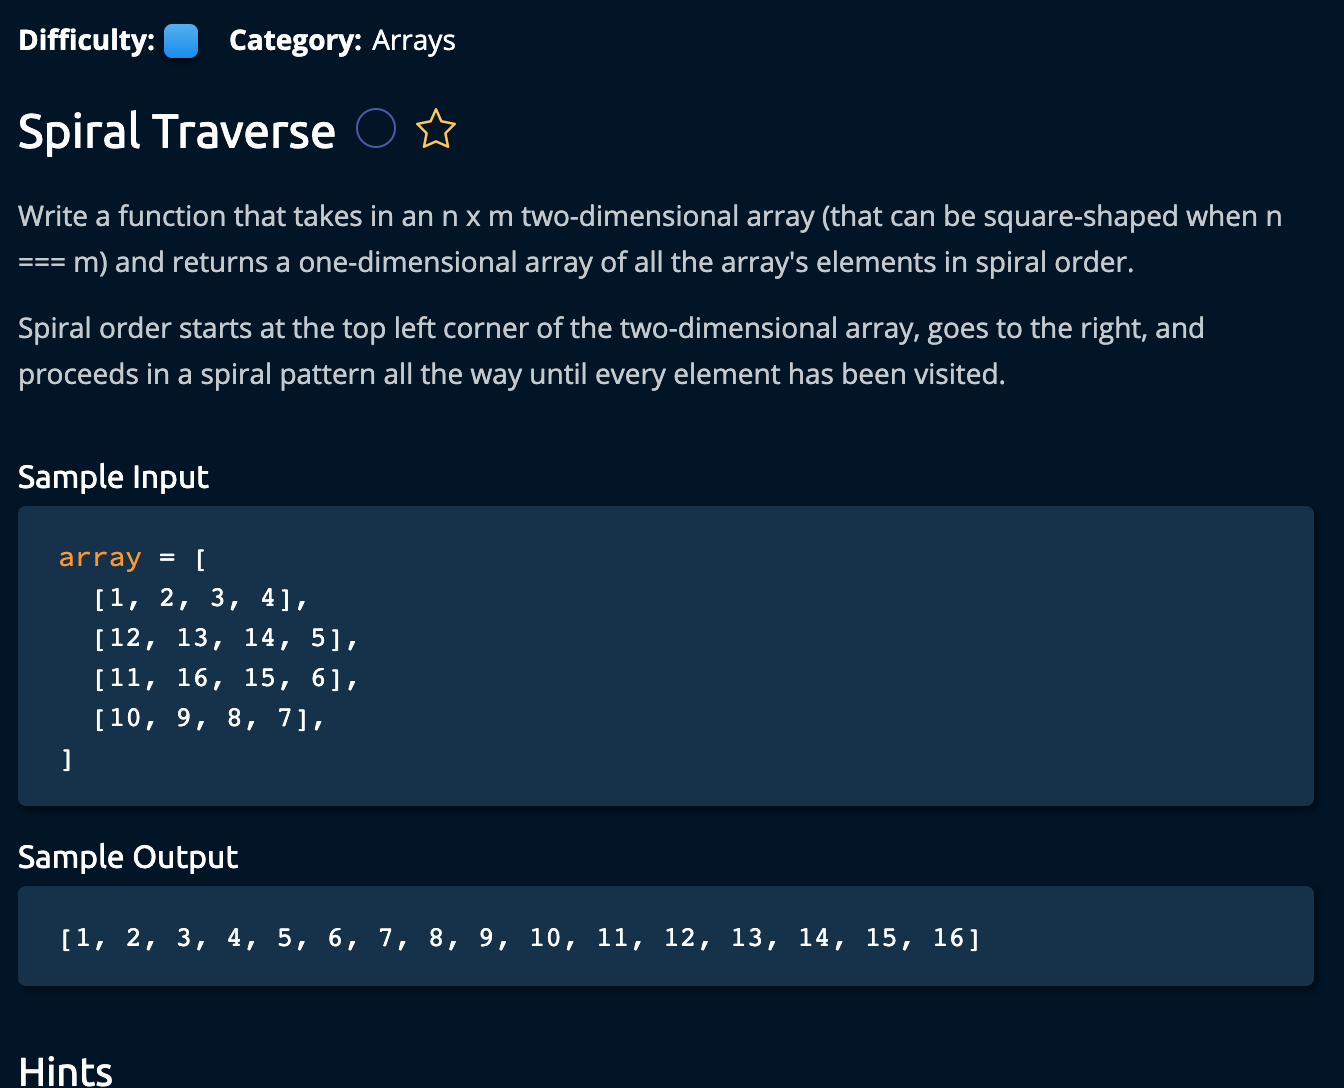 Difficulty: Category: Arrays
Spiral Traverse
Write a function that takes in an n x m two-dimensional array (that can be square-shaped when n
=== m) and returns a one-dimensional array of all the array's elements in spiral order.
Spiral order starts at the top left corner of the two-dimensional array, goes to the right, and
proceeds in a spiral pattern all the way until every element has been visited.
Sample Input
array = [
  [1, 2, 3, 4],
  [12, 13, 14, 5],
  [11, 16, 15, 6],
  [10, 9, 8, 7],
]
Sample Output
[1, 2, 3, 4, 5, 6, 7, 8, 9, 10, 11, 12, 13, 14, 15, 16]
Hints